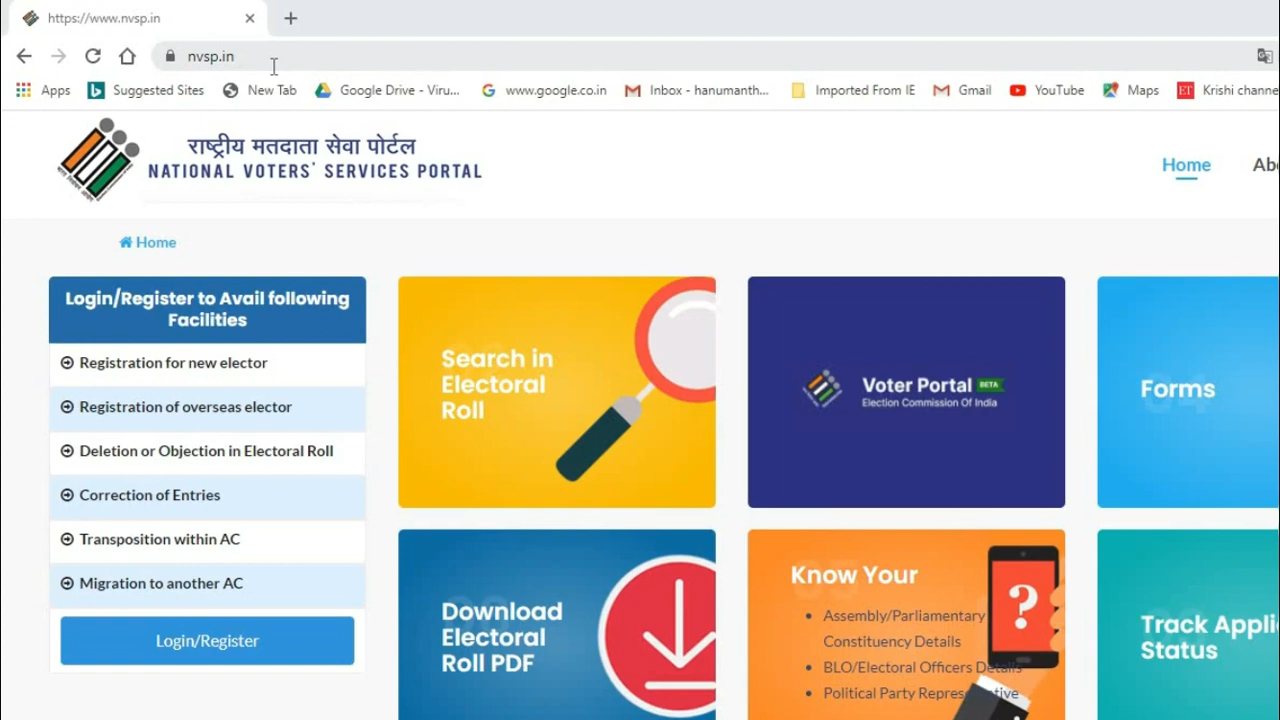 https://www.nvsp.in
nvsp.in
Apps
Suggested Sites
New Tab
Google Drive - Viru...
www.google.co.in
Inbox - hanumanth...
Imported From IE
Gmail
YouTube
Maps
Krishi channe
राष्ट्रीय मतदाता सेवा पोर्टल
NATIONAL VOTERS' SERVICES PORTAL
Home
Ab
Home
Login/Register to Avail following
Facilities
Registration for new elector
Registration of overseas elector
Deletion or Objection in Electoral Roll
Correction of Entries
Transposition within AC
Migration to another AC
Login/Register
Search in
Electoral
Roll
Voter Portal BETA
Election Commission Of India
Forms
Download
Electoral
Roll PDF
Know Your
Assembly/Parliamentary
Constituency Details
BLO/Electoral Officers Details
Political Party Representative
Track Appli
Status